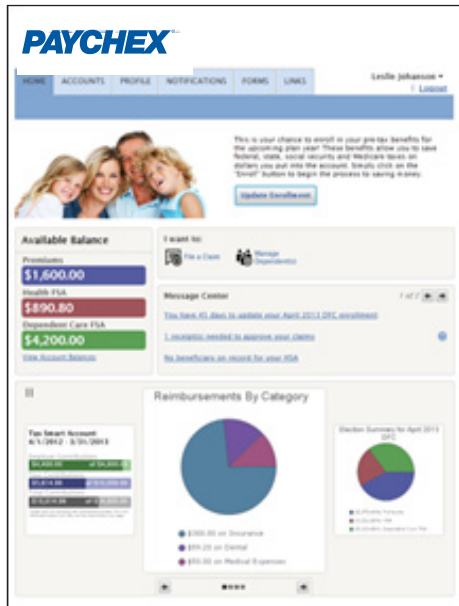 PAYCHEX
HOME ACCOUNTS PROFILE NOTIFICATIONS FORMS LINKS
Leslie Johanson
Logout
This is your chance to enroll in your pre-tax benefits for
the upcoming plan year! These benefits allow you to save
federal, state, social security and Medicare taxes on
dollars you put into the account. Simply click on the
"Enroll" button to begin the process to saving money.
Update Enrollment
Available Balance
Premiums
$1,600.00
Health FSA
$890.80
Dependent Care FSA
$4,200.00
View Account Balances
I want to:
File a Claim
Manage
Dependent(s)
Message Center
1 of 2
You have 45 days to update your April 2013 DFC enrollment
1 receipt(s) needed to approve your claims
No beneficiaries on record for your HSA
Reimbursements By Category
on Insurance
on Dental
$50.00 on Medical Expenses
Tax Smart Account
4/1/2012 - 3/31/2013
Election Summary for April 2013